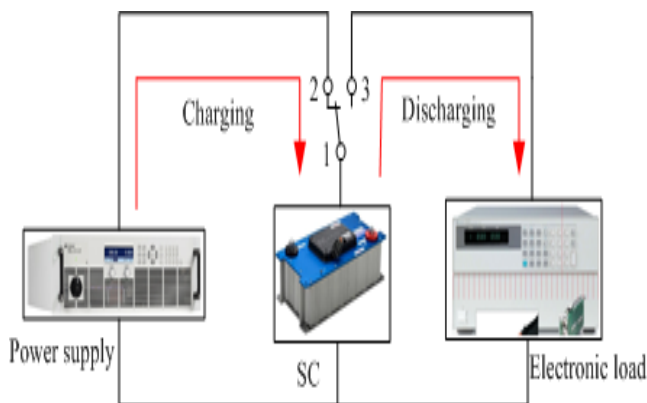 2
3
Charging
Discharging
1
Power supply
SC
Electronic load